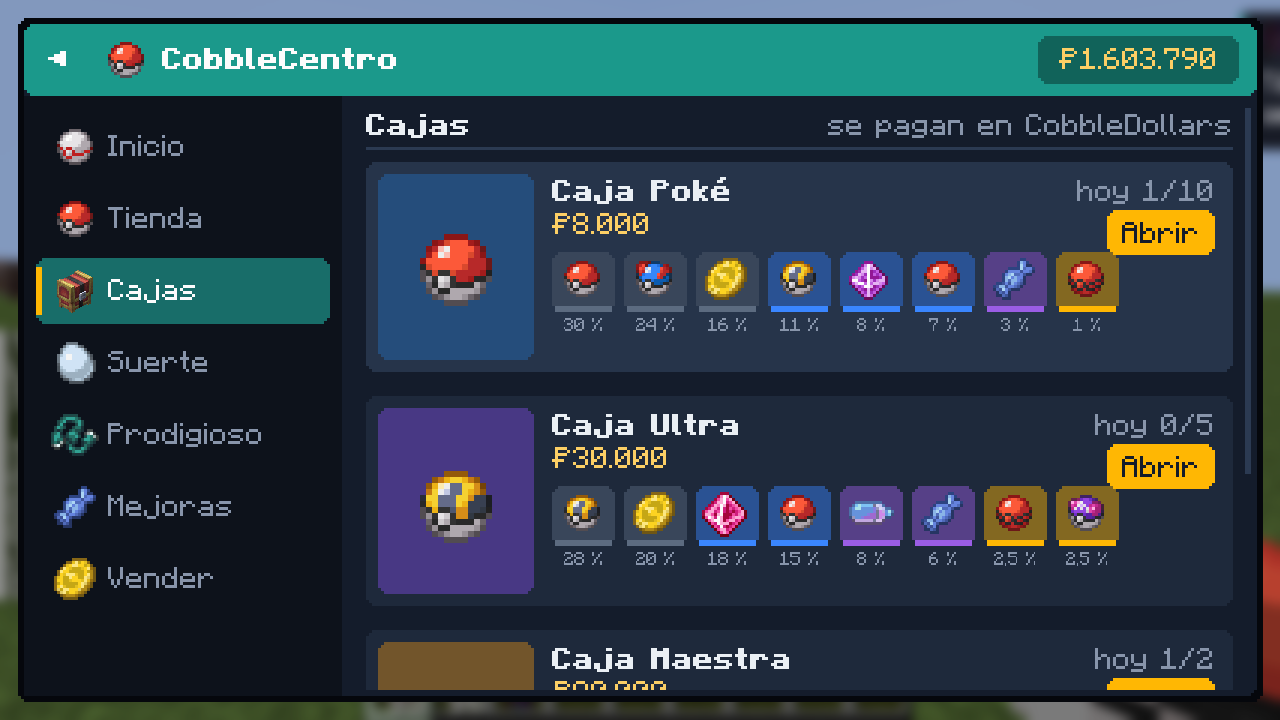 CobbleCentro
₽1.603.790
Inicio
Tienda
Cajas
Suerte
Prodigioso
Mejoras
Vender
Cajas
se pagan en CobbleDollars
Caja Poké
hoy 1/10
₽8.000
Abrir
30 % 24 % 16 % 11 % 8 % 7 % 3 % 1 %
Caja Ultra
hoy 0/5
₽30.000
Abrir
28 % 20 % 18 % 15 % 8 % 6 % 2,5 % 2,5 %
Caja Maestra
hoy 1/2